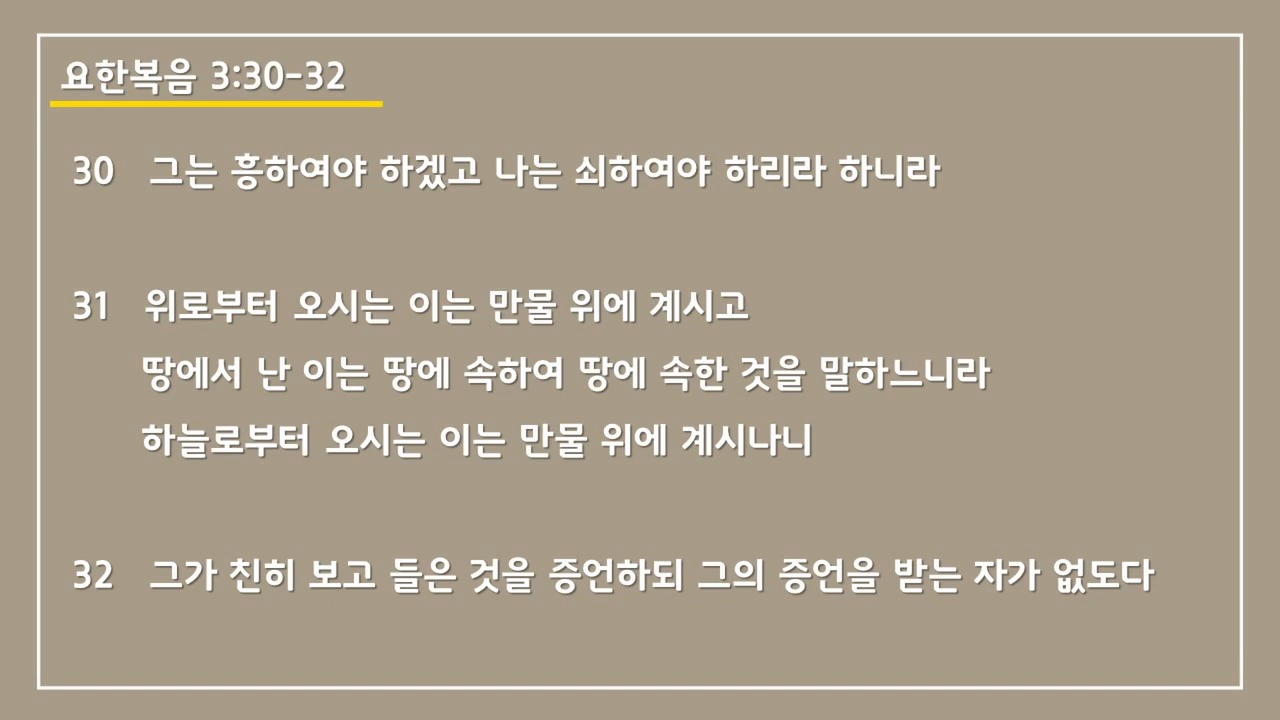 요한복음 3:30-32
30 그는 흥하여야 하겠고 나는 쇠하여야 하리라 하니라
31 위로부터 오시는 이는 만물 위에 계시고
땅에서 난 이는 땅에 속하여 땅에 속한 것을 말하느니라
하늘로부터 오시는 이는 만물 위에 계시나니
32 그가 친히 보고 들은 것을 증언하되 그의 증언을 받는 자가 없도다